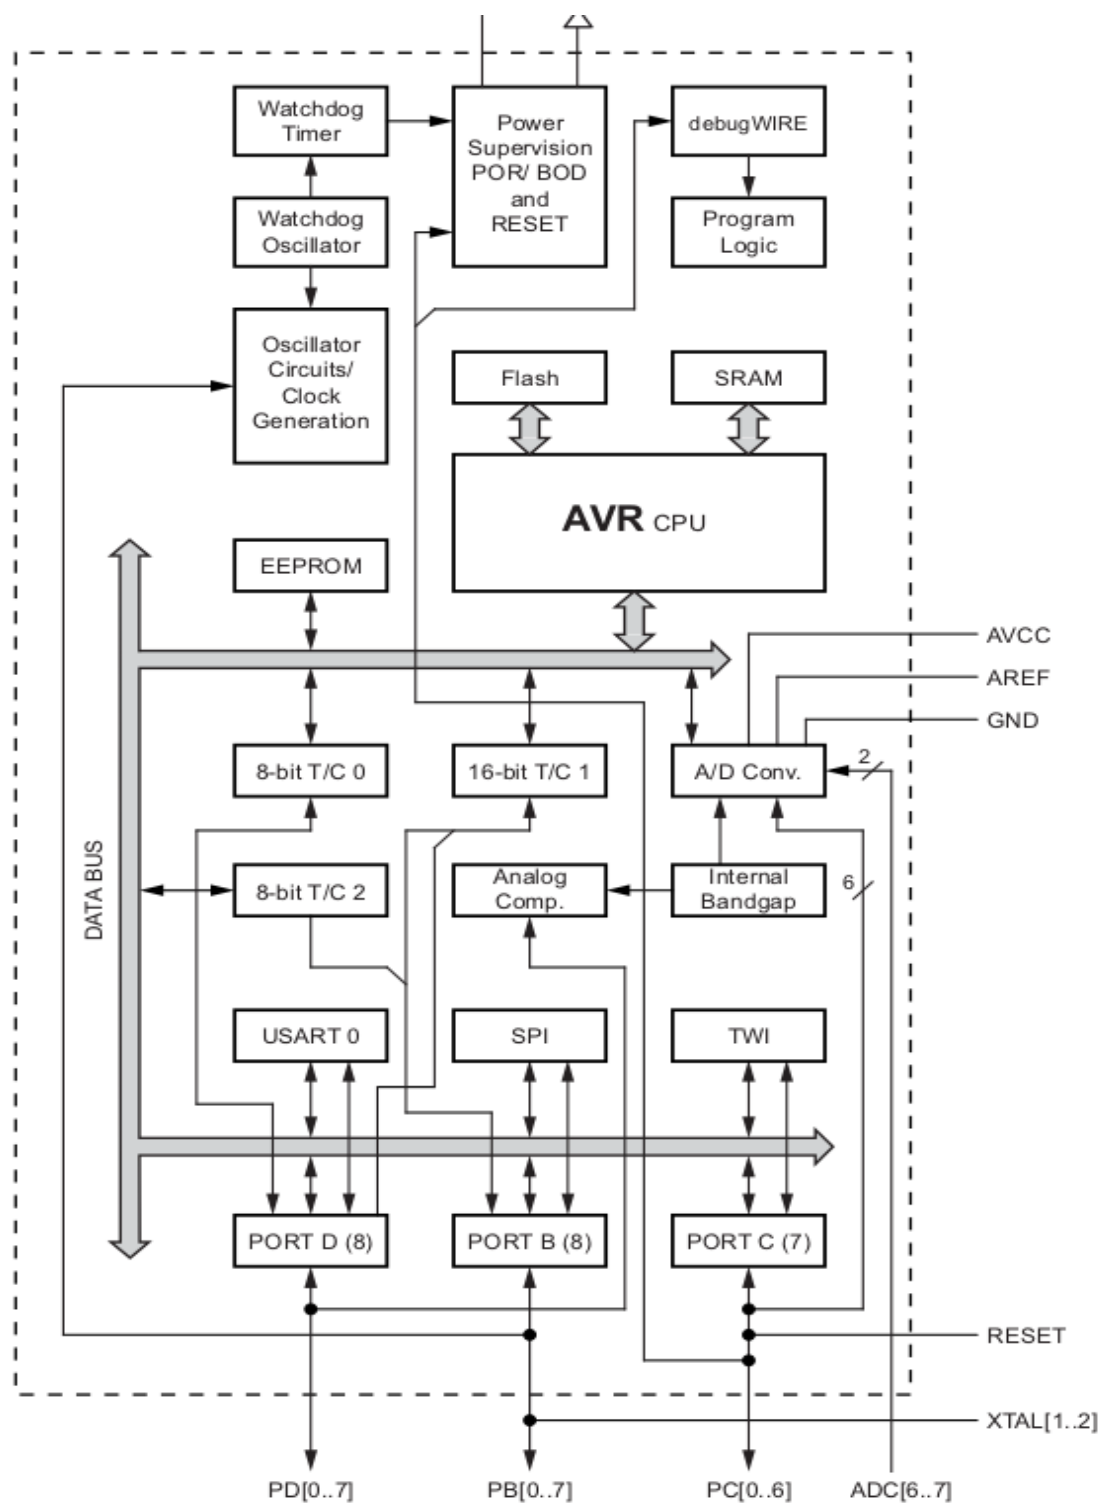 Watchdog
Timer
Power
Supervision
POR/ BOD
and
RESET
debugWIRE
Watchdog
Oscillator
Program
Logic
Oscillator
Circuits/
Clock
Generation
Flash
SRAM
AVR CPU
EEPROM
AVCC
AREF
GND
8-bit T/C 0
16-bit T/C 1
A/D Conv.
2
DATA BUS
8-bit T/C 2
Analog
Comp.
Internal
Bandgap
6
USART 0
SPI
TWI
PORT D (8)
PORT B (8)
PORT C (7)
RESET
XTAL[1..2]
PD[0..7]
PB[0..7]
PC[0..6]
ADC[6..7]